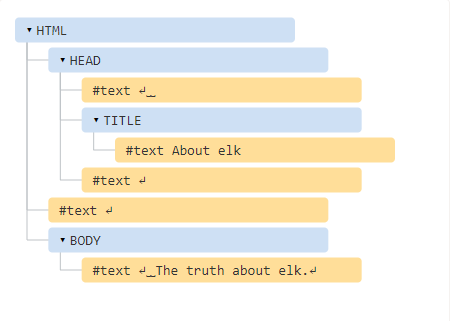 ▾ HTML
▾ HEAD
#text ↵␣␣
▾ TITLE
#text About elk
#text ↵
#text ↵
▾ BODY
#text ↵␣␣The truth about elk.↵